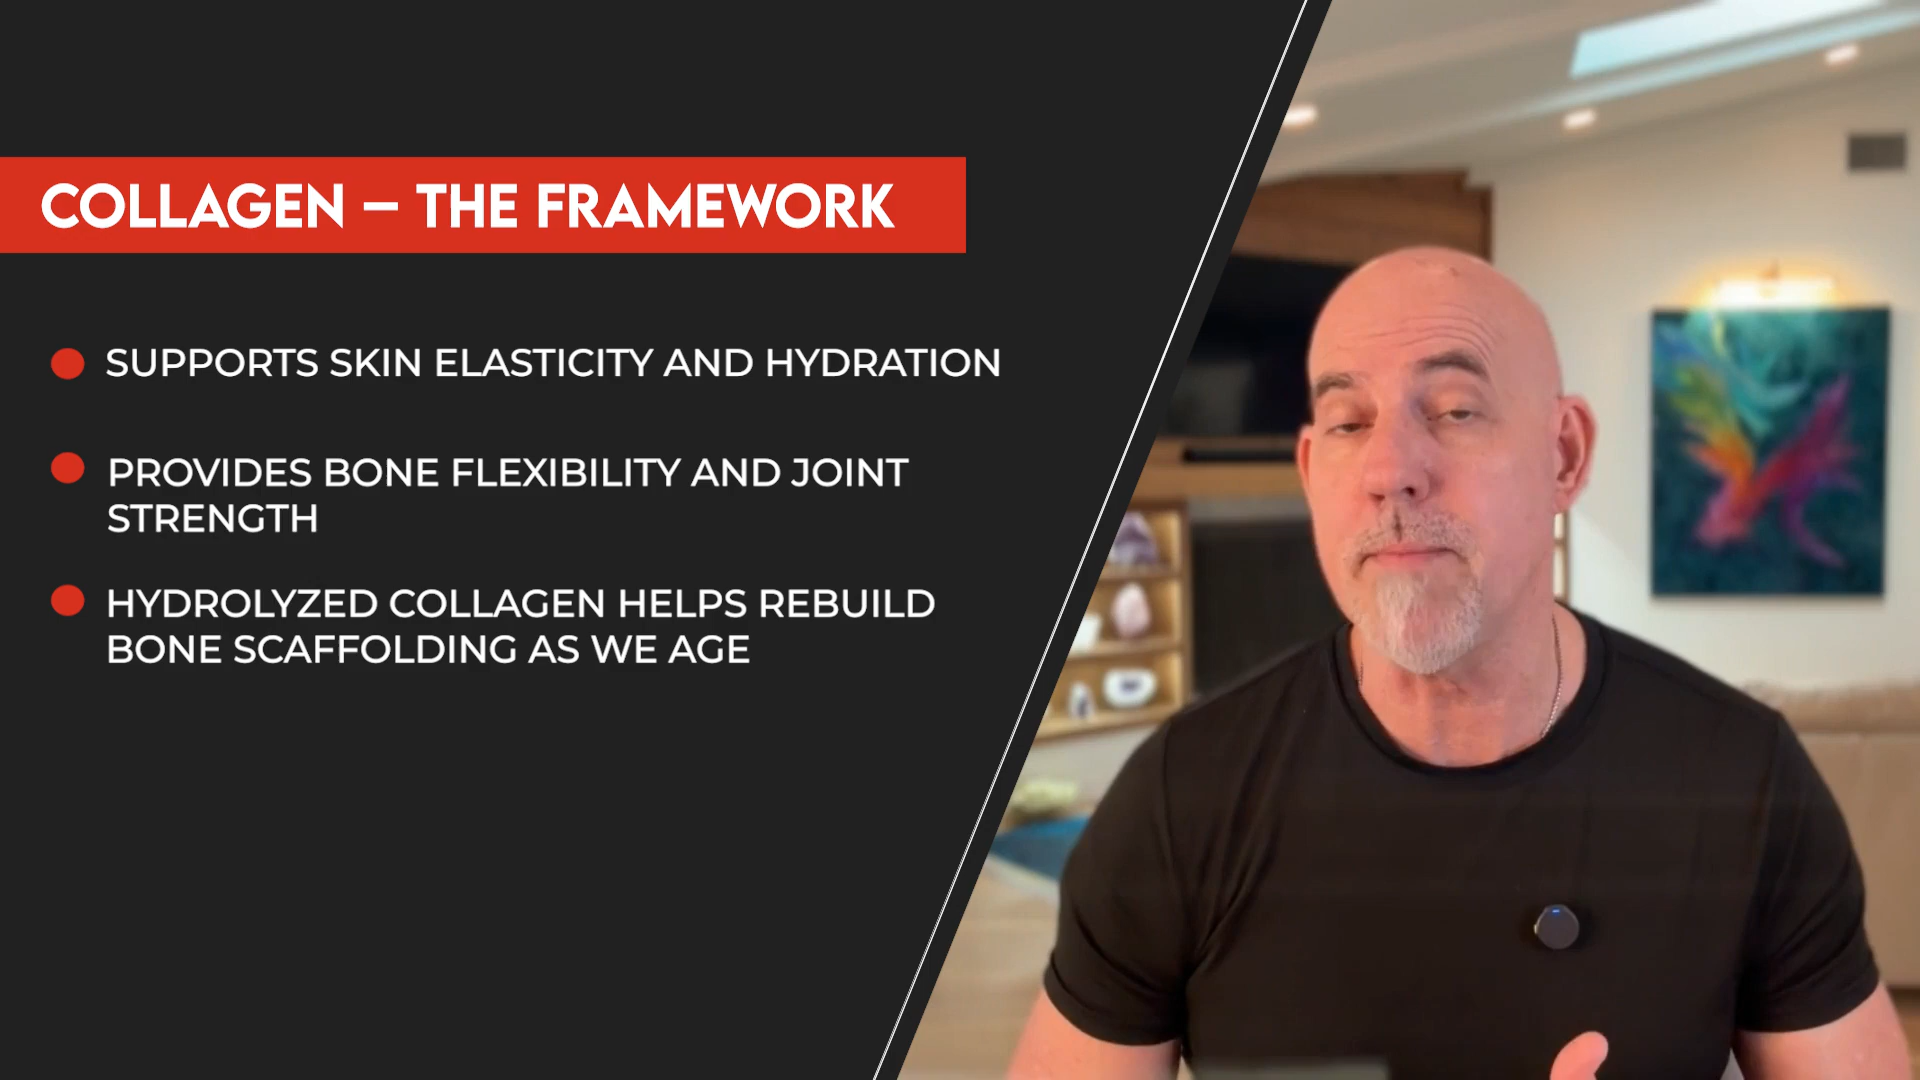 COLLAGEN – THE FRAMEWORK
SUPPORTS SKIN ELASTICITY AND HYDRATION
PROVIDES BONE FLEXIBILITY AND JOINT
STRENGTH
HYDROLYZED COLLAGEN HELPS REBUILD
BONE SCAFFOLDING AS WE AGE